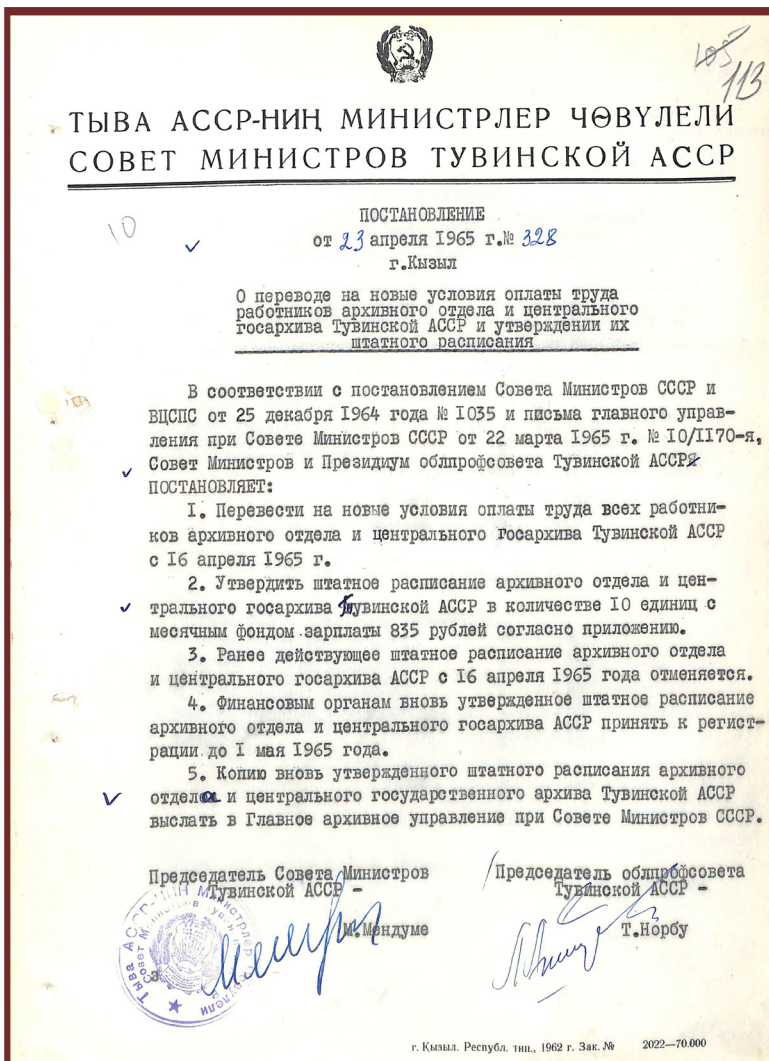 105
113
ТЫВА АССР-НИҢ МИНИСТРЛЕР ЧӨВҮЛЕЛИ
СОВЕТ МИНИСТРОВ ТУВИНСКОЙ АССР
10
ПОСТАНОВЛЕНИЕ
от 23 апреля 1965 г.№ 328
г.Кызыл
О переводе на новые условия оплаты труда
работников архивного отдела и центрального
госархива Тувинской АССР и утверждении их
штатного расписания
В соответствии с постановлением Совета Министров СССР и
ВЦСПС от 25 декабря 1964 года № 1035 и письма главного управ-
ления при Совете Министров СССР от 22 марта 1965 г. № 10/1170-я,
Совет Министров и Президиум облпрофсовета Тувинской АССР
ПОСТАНОВЛЯЕТ:
1. Перевести на новые условия оплаты труда всех работни-
ков архивного отдела и центрального Госархива Тувинской АССР
с 16 апреля 1965 г.
2. Утвердить штатное расписание архивного отдела и цен-
трального госархива Тувинской АССР в количестве 10 единиц с
месячным фондом зарплаты 835 рублей согласно приложению.
3. Ранее действующее штатное расписание архивного отдела
и центрального госархива АССР с 16 апреля 1965 года отменяется.
4. Финансовым органам вновь утвержденное штатное расписание
архивного отдела и центрального госархива АССР принять к регист-
рации до 1 мая 1965 года.
5. Копию вновь утвержденного штатного расписания архивного
отдела и центрального государственного архива Тувинской АССР
выслать в Главное архивное управление при Совете Министров СССР.
Председатель Совета Министров
Тувинской АССР -
М.Мендуме
Председатель облпрофсовета
Тувинской АССР -
Т.Норбу
г. Кызыл. Республ. тип., 1962 г. Зак. № 2022—70.000